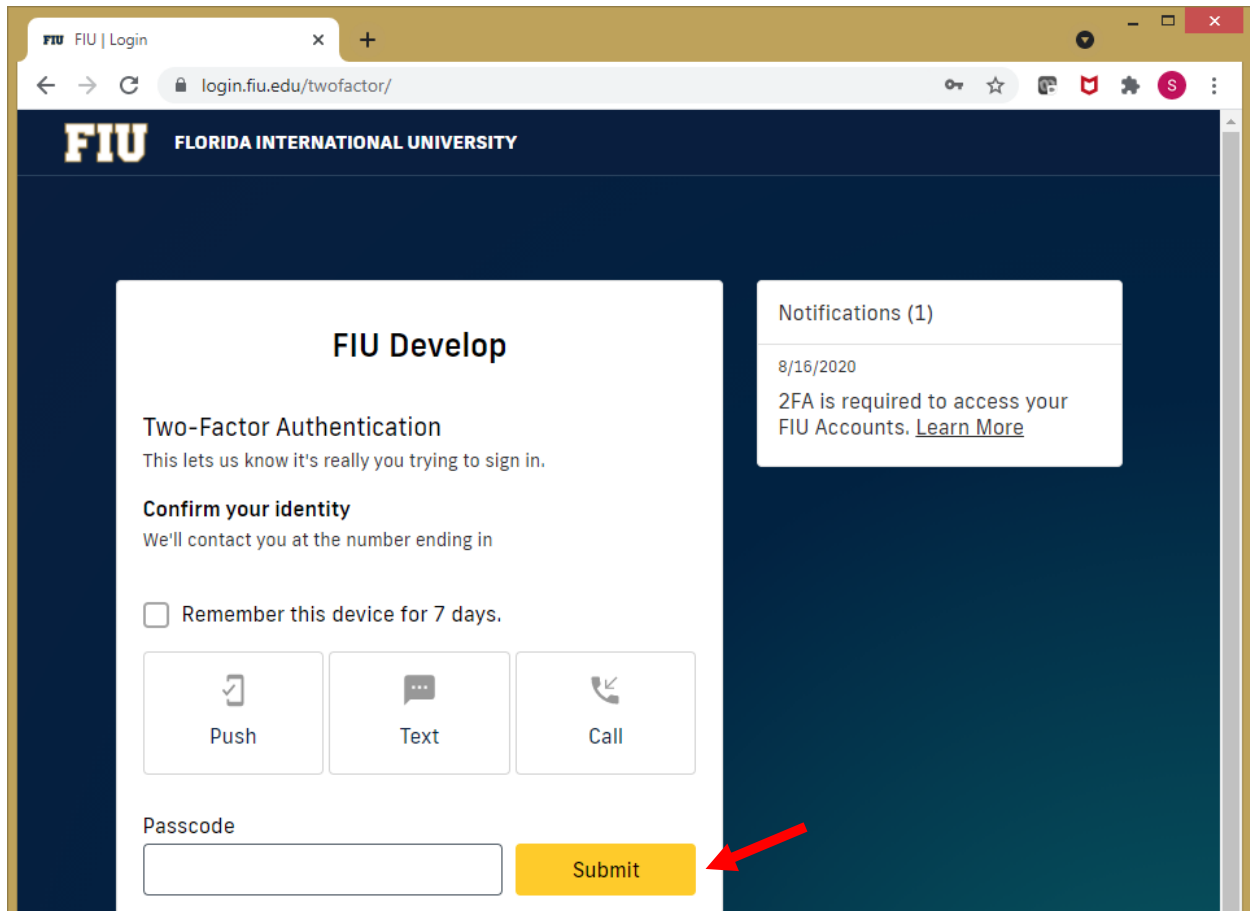 FIU FIU | Login
login.fiu.edu/twofactor/
S
FIU FLORIDA INTERNATIONAL UNIVERSITY
FIU Develop
Two-Factor Authentication
This lets us know it's really you trying to sign in.
Confirm your identity
We'll contact you at the number ending in
Remember this device for 7 days.
Push Text Call
Passcode
Submit
Notifications (1)
8/16/2020
2FA is required to access your
FIU Accounts. Learn More